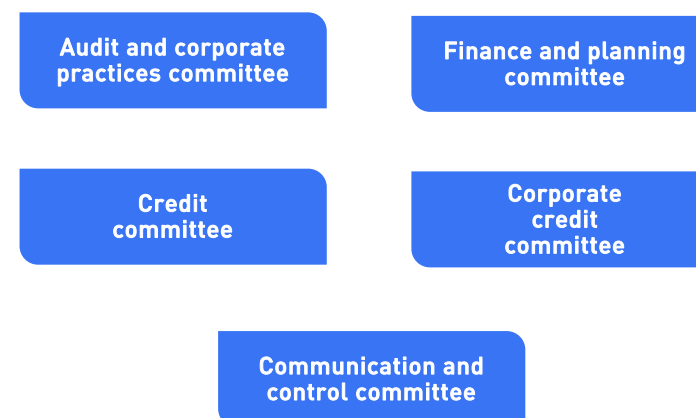 Audit and corporate
practices committee
Finance and planning
committee
Credit
committee
Corporate
credit
committee
Communication and
control committee